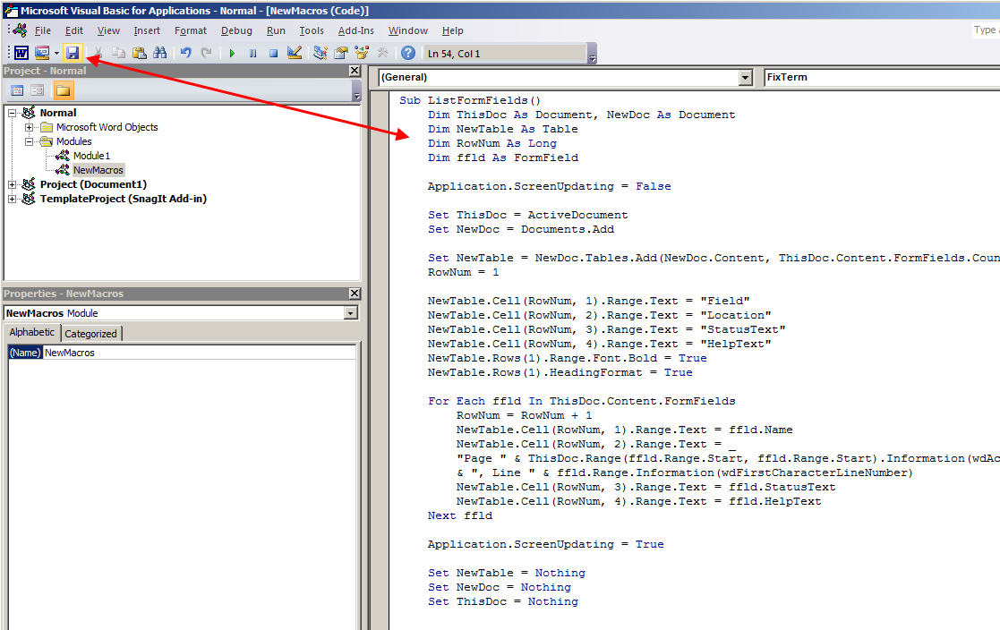 Microsoft Visual Basic for Applications - Normal - [NewMacros (Code)]
File Edit View Insert Format Debug Run Tools Add-Ins Window Help
Type a
Ln 54, Col 1
Project - Normal
(General)
FixTerm
Normal
Microsoft Word Objects
Modules
Module1
NewMacros
Project (Document1)
TemplateProject (SnagIt Add-in)
Properties - NewMacros
NewMacros Module
Alphabetic Categorized
(Name) NewMacros
Sub ListFormFields()
Dim ThisDoc As Document, NewDoc As Document
Dim NewTable As Table
Dim RowNum As Long
Dim ffld As FormField
Application.ScreenUpdating = False
Set ThisDoc = ActiveDocument
Set NewDoc = Documents.Add
Set NewTable = NewDoc.Tables.Add(NewDoc.Content, ThisDoc.Content.FormFields.Coun
RowNum = 1
NewTable.Cell(RowNum, 1).Range.Text = "Field"
NewTable.Cell(RowNum, 2).Range.Text = "Location"
NewTable.Cell(RowNum, 3).Range.Text = "StatusText"
NewTable.Cell(RowNum, 4).Range.Text = "HelpText"
NewTable.Rows(1).Range.Font.Bold = True
NewTable.Rows(1).HeadingFormat = True
For Each ffld In ThisDoc.Content.FormFields
RowNum = RowNum + 1
NewTable.Cell(RowNum, 1).Range.Text = ffld.Name
NewTable.Cell(RowNum, 2).Range.Text = _
"Page " & ThisDoc.Range(ffld.Range.Start, ffld.Range.Start).Information(wdAc
& ", Line " & ffld.Range.Information(wdFirstCharacterLineNumber)
NewTable.Cell(RowNum, 3).Range.Text = ffld.StatusText
NewTable.Cell(RowNum, 4).Range.Text = ffld.HelpText
Next ffld
Application.ScreenUpdating = True
Set NewTable = Nothing
Set NewDoc = Nothing
Set ThisDoc = Nothing